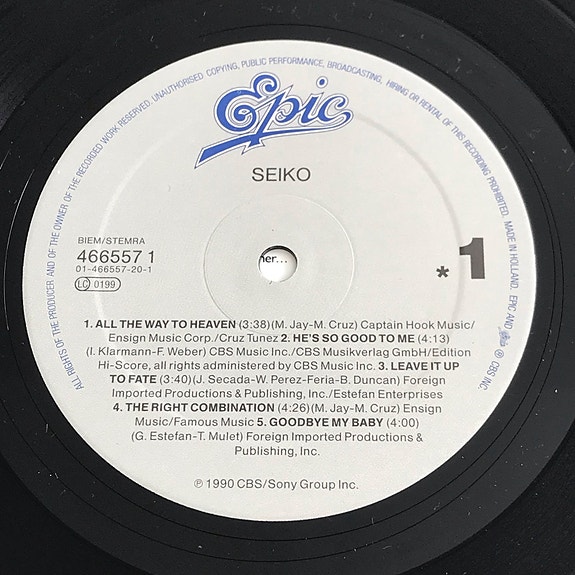 ALL RIGHTS OF THE PRODUCER AND OF THE OWNER OF THE RECORDED WORK RESERVED. UNAUTHORISED COPYING, PUBLIC PERFORMANCE, BROADCASTING, HIRING OR RENTAL OF THIS RECORDING PROHIBITED. MADE IN HOLLAND. EPIC AND
CBS INC.
Epic
SEIKO
BIEM/STEMRA
466557 1
01-466557-20-1
LC 0199
* 1
1. ALL THE WAY TO HEAVEN (3:38)(M. Jay-M. Cruz) Captain Hook Music/
Ensign Music Corp./Cruz Tunez 2. HE'S SO GOOD TO ME (4:13)
(I. Klarmann-F. Weber) CBS Music Inc./CBS Musikverlag GmbH/Edition
Hi-Score, all rights administered by CBS Music Inc. 3. LEAVE IT UP
TO FATE (3:40)(J. Secada-W. Perez-Feria-B. Duncan) Foreign
Imported Productions & Publishing, Inc./Estefan Enterprises
4. THE RIGHT COMBINATION (4:26)(M. Jay-M. Cruz) Ensign
Music/Famous Music 5. GOODBYE MY BABY (4:00)
(G. Estefan-T. Mulet) Foreign Imported Productions &
Publishing, Inc.
℗ 1990 CBS/Sony Group Inc.